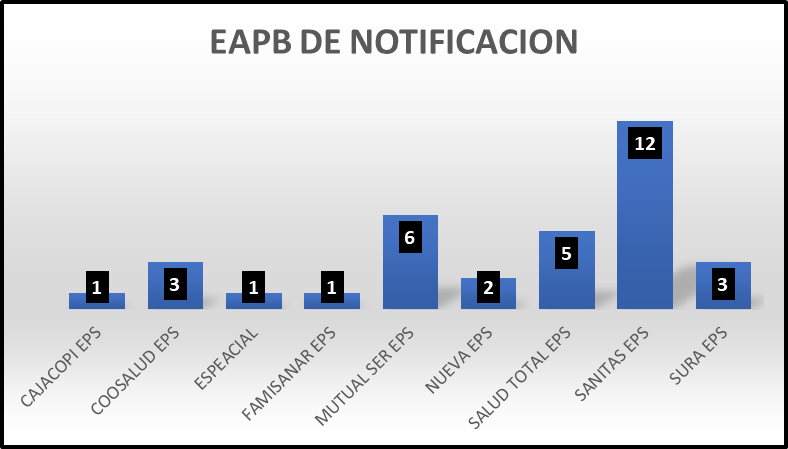 EAPB DE NOTIFICACION
1
3
1
1
6
2
5
12
3
CAJACOPI EPS
COOSALUD EPS
ESPEACIAL
FAMISANAR EPS
MUTUAL SER EPS
NUEVA EPS
SALUD TOTAL EPS
SANITAS EPS
SURA EPS